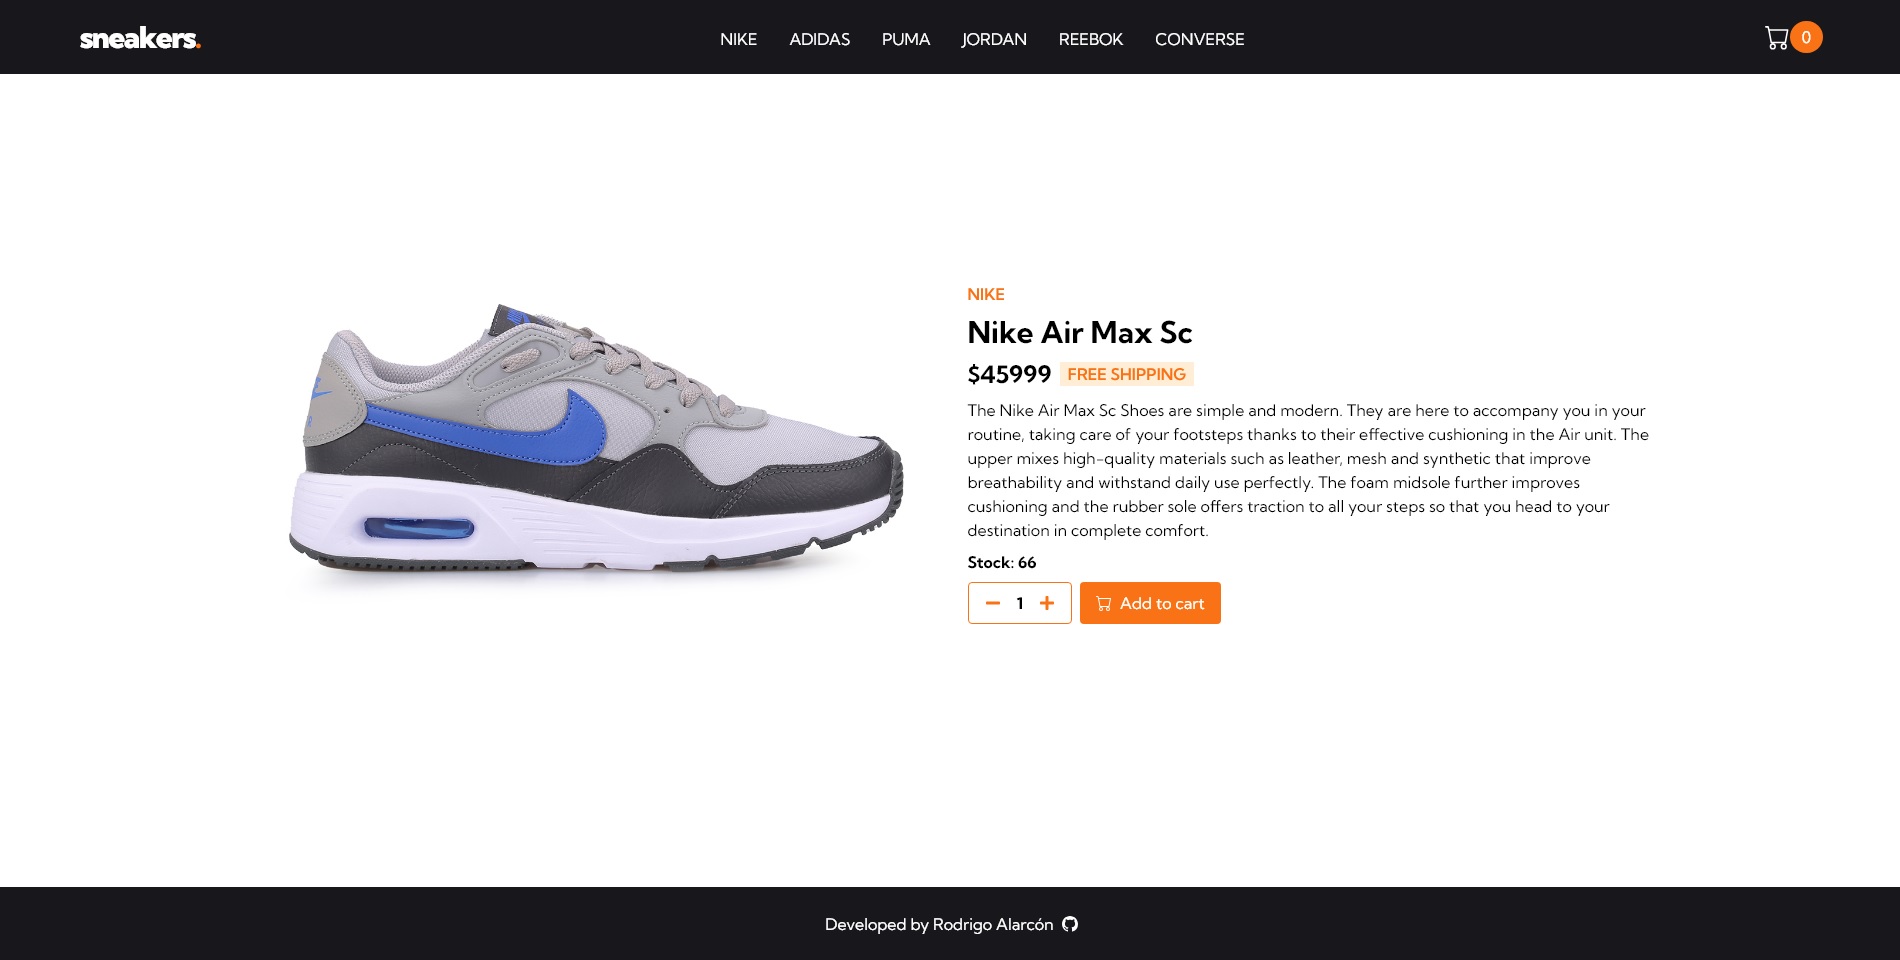 sneakers.
NIKE ADIDAS PUMA JORDAN REEBOK CONVERSE
0
NIKE
Nike Air Max Sc
$45999 FREE SHIPPING
The Nike Air Max Sc Shoes are simple and modern. They are here to accompany you in your
routine, taking care of your footsteps thanks to their effective cushioning in the Air unit. The
upper mixes high-quality materials such as leather, mesh and synthetic that improve
breathability and withstand daily use perfectly. The foam midsole further improves
cushioning and the rubber sole offers traction to all your steps so that you head to your
destination in complete comfort.
Stock: 66
1 Add to cart
Developed by Rodrigo Alarcón